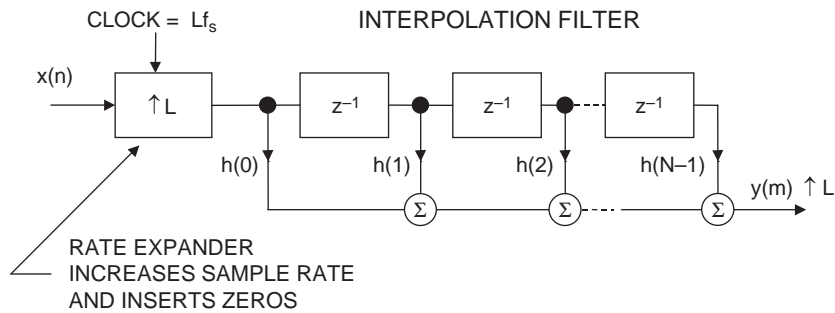 CLOCK = Lfₛ
INTERPOLATION FILTER
x(n)
↑ L
z⁻¹
z⁻¹
z⁻¹
h(0)
h(1)
h(2)
h(N–1)
y(m) ↑ L
Σ
Σ
Σ
RATE EXPANDER
INCREASES SAMPLE RATE
AND INSERTS ZEROS